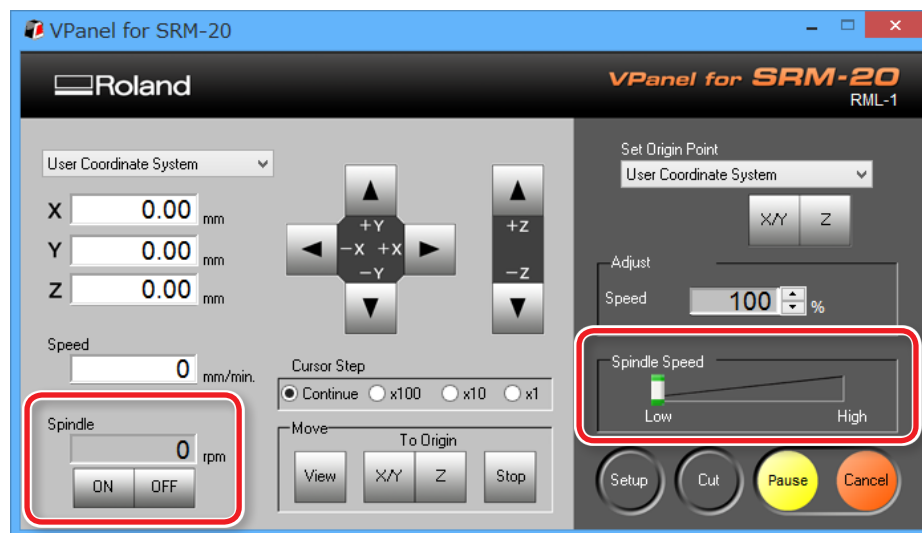 VPanel for SRM-20
Roland
VPanel for SRM-20
RML-1
User Coordinate System
X 0.00 mm
Y 0.00 mm
Z 0.00 mm
Speed
0 mm/min.
Spindle
0 rpm
ON OFF
+Y
-X +X
-Y
+Z
-Z
Cursor Step
Continue x100 x10 x1
Move
To Origin
View X/Y Z Stop
Set Origin Point
User Coordinate System
X/Y Z
Adjust
Speed 100 %
Spindle Speed
Low High
Setup Cut Pause Cancel